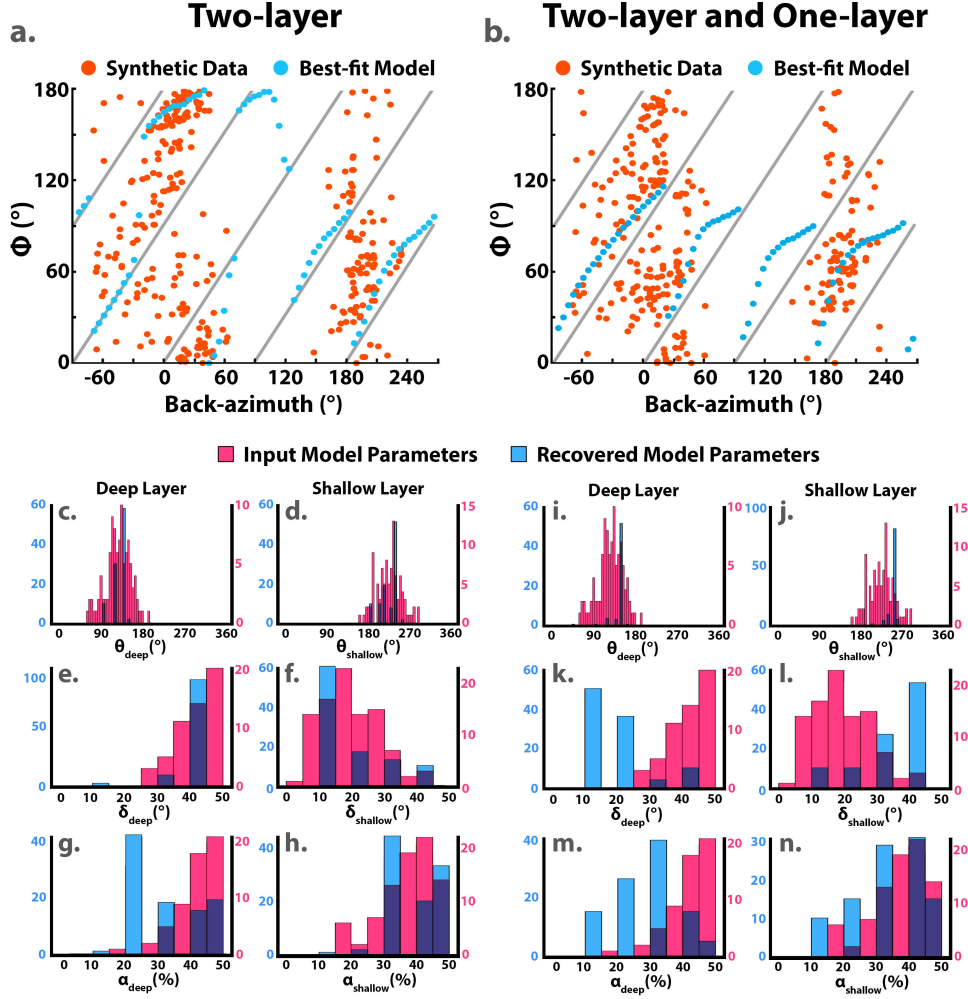 Two-layer
Two-layer and One-layer
a.
b.
Synthetic Data
Best-fit Model
Synthetic Data
Best-fit Model
180
120
60
0
Φ (°)
-60 0 60 120 180 240
Back-azimuth (°)
180
120
60
0
Φ (°)
-60 0 60 120 180 240
Back-azimuth (°)
Input Model Parameters
Recovered Model Parameters
Deep Layer
Shallow Layer
Deep Layer
Shallow Layer
c.
60
40
20
0
10
5
0
0 90 180 270 360
θdeep(°)
d.
60
40
20
0
15
10
5
0
0 90 180 270 360
θshallow(°)
i.
60
40
20
0
10
5
0
0 90 180 270 360
θdeep(°)
j.
100
50
0
15
10
5
0
0 90 180 270 360
θshallow(°)
e.
100
50
0
20
10
0
0 10 20 30 40 50
δdeep(°)
f.
60
40
20
0
20
10
0
0 10 20 30 40 50
δshallow(°)
k.
60
40
20
0
20
10
0
0 10 20 30 40 50
δdeep(°)
l.
60
40
20
0
20
10
0
0 10 20 30 40 50
δshallow(°)
g.
40
20
0
20
10
0
0 10 20 30 40 50
αdeep(%)
h.
40
20
0
20
10
0
0 10 20 30 40 50
αshallow(%)
m.
40
20
0
20
10
0
0 10 20 30 40 50
αdeep(%)
n.
30
20
10
0
20
10
0
0 10 20 30 40 50
αshallow(%)